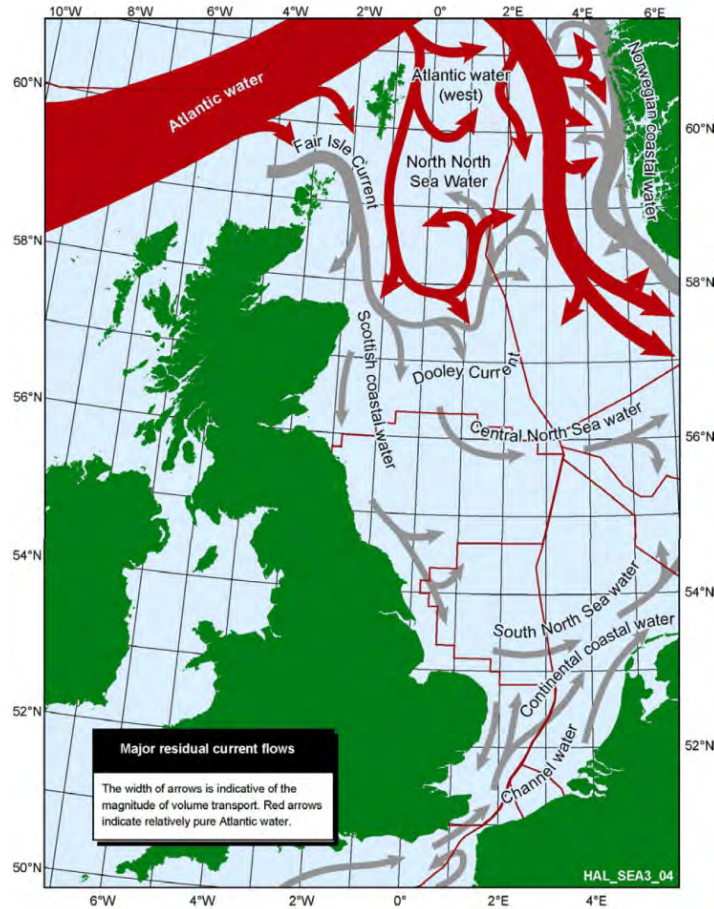 10°W 8°W 6°W 4°W 2°W 0° 2°E 4°E 6°E
60°N
58°N
56°N
54°N
52°N
50°N
60°N
58°N
56°N
54°N
52°N
Atlantic water
Atlantic water
(west)
Norwegian coastal water
Fair Isle Current
North North
Sea Water
Scottish coastal water
Dooley Current
Central North Sea water
South North Sea water
Continental coastal water
Channel water
Major residual current flows
The width of arrows is indicative of the
magnitude of volume transport. Red arrows
indicate relatively pure Atlantic water.
HAL_SEA3_04
6°W 4°W 2°W 0° 2°E 4°E